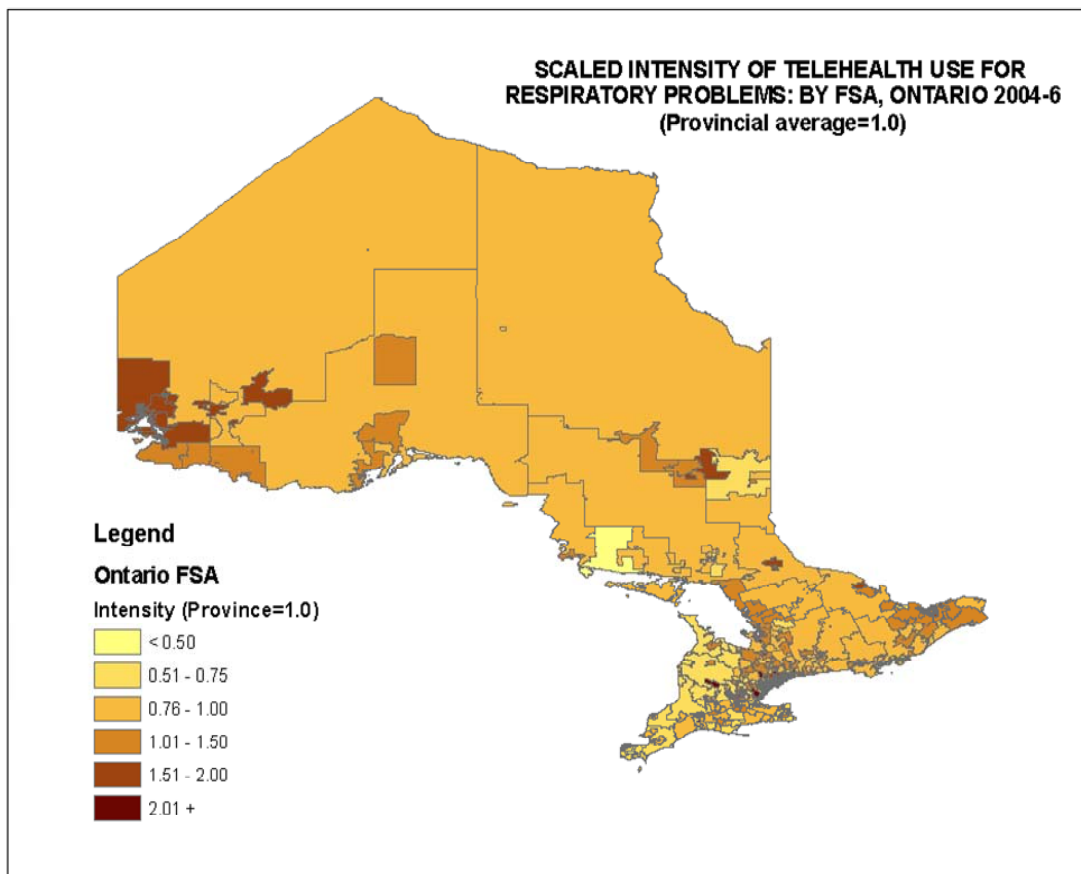 SCALED INTENSITY OF TELEHEALTH USE FOR
RESPIRATORY PROBLEMS: BY FSA, ONTARIO 2004-6
(Provincial average=1.0)
Legend
Ontario FSA
Intensity (Province=1.0)
< 0.50
0.51 - 0.75
0.76 - 1.00
1.01 - 1.50
1.51 - 2.00
2.01 +